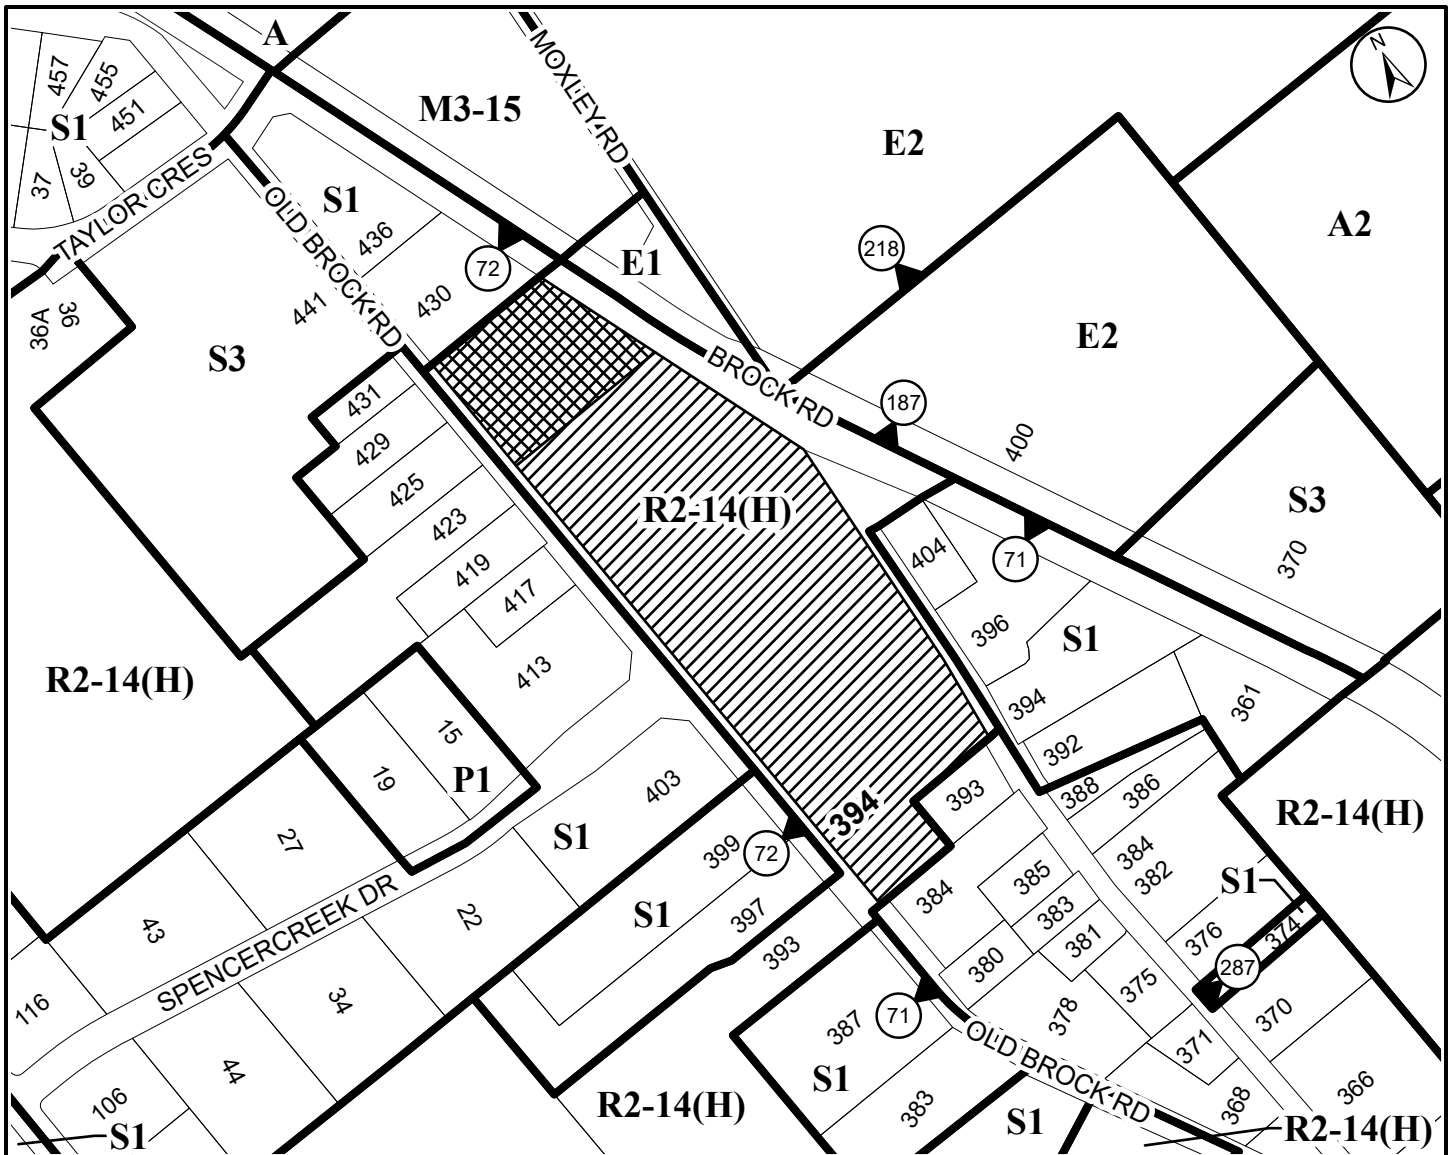 A
N
MOXLEY RD
457
455
M3-15
451
S1
E2
37
39
TAYLOR CRES
OLD BROCK RD
S1
436
A2
218
72
E1
430
441
36A
36
S3
BROCK RD
E2
187
431
429
400
425
R2-14(H)
S3
423
404
71
370
419
417
396
S1
413
R2-14(H)
394
361
15
392
19
P1
388
386
403
393
394
R2-14(H)
27
S1
399
72
385
384
382
S1
384
383
22
S1
397
381
376
374
43
393
380
287
SPENCERCREEK DR
375
116
34
387
71
378
370
371
OLD BROCK RD
44
S1
366
106
R2-14(H)
383
368
S1
S1
R2-14(H)